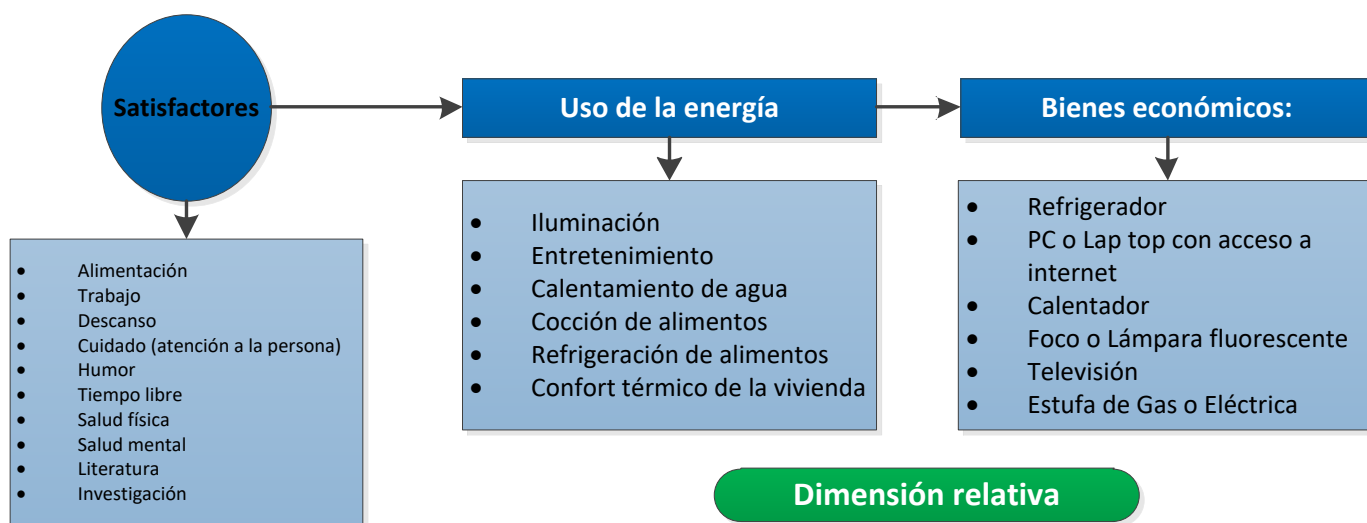 Satisfactores
Uso de la energía
Bienes económicos:
• Alimentación
• Trabajo
• Descanso
• Cuidado (atención a la persona)
• Humor
• Tiempo libre
• Salud física
• Salud mental
• Literatura
• Investigación
• Iluminación
• Entretenimiento
• Calentamiento de agua
• Cocción de alimentos
• Refrigeración de alimentos
• Confort térmico de la vivienda
• Refrigerador
• PC o Lap top con acceso a
internet
• Calentador
• Foco o Lámpara fluorescente
• Televisión
• Estufa de Gas o Eléctrica
Dimensión relativa